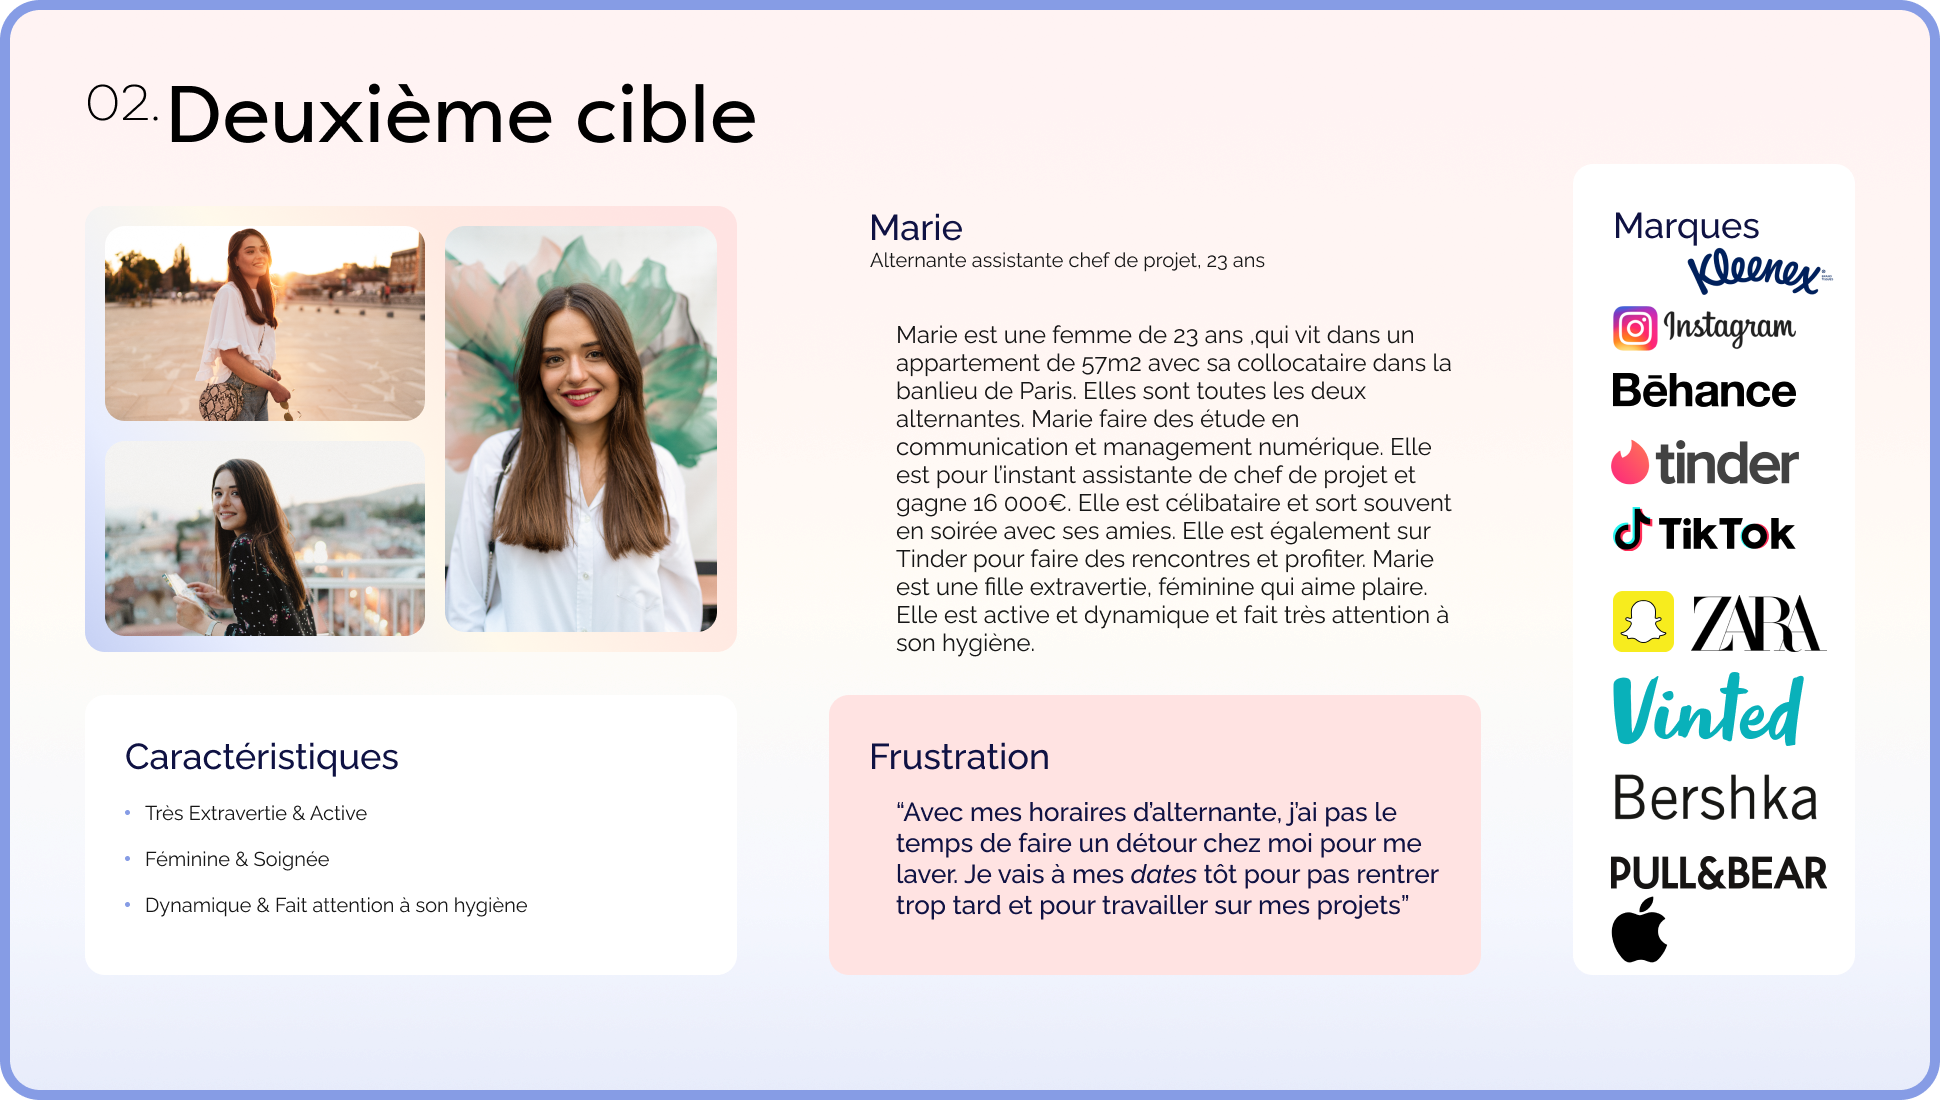 02. Deuxième cible
Marie
Alternante assistante chef de projet, 23 ans
Marie est une femme de 23 ans ,qui vit dans un
appartement de 57m2 avec sa collocataire dans la
banlieu de Paris. Elles sont toutes les deux
alternantes. Marie faire des étude en
communication et management numérique. Elle
est pour l’instant assistante de chef de projet et
gagne 16 000€. Elle est célibataire et sort souvent
en soirée avec ses amies. Elle est également sur
Tinder pour faire des rencontres et profiter. Marie
est une fille extravertie, féminine qui aime plaire.
Elle est active et dynamique et fait très attention à
son hygiène.
Caractéristiques
• Très Extravertie & Active
• Féminine & Soignée
• Dynamique & Fait attention à son hygiène
Frustration
“Avec mes horaires d’alternante, j’ai pas le
temps de faire un détour chez moi pour me
laver. Je vais à mes dates tôt pour pas rentrer
trop tard et pour travailler sur mes projets”
Marques
Kleenex
Instagram
Bēhance
tinder
TikTok
ZARA
Vinted
Bershka
PULL&BEAR